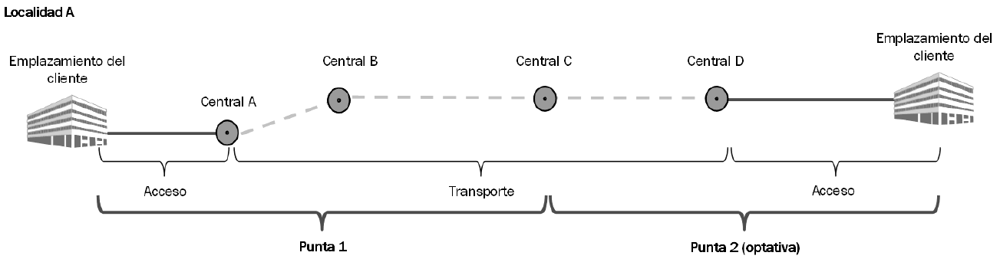 Localidad A
Emplazamiento del
cliente
Central A
Central B
Central C
Central D
Emplazamiento del
cliente
Acceso
Transporte
Acceso
Punta 1
Punta 2 (optativa)